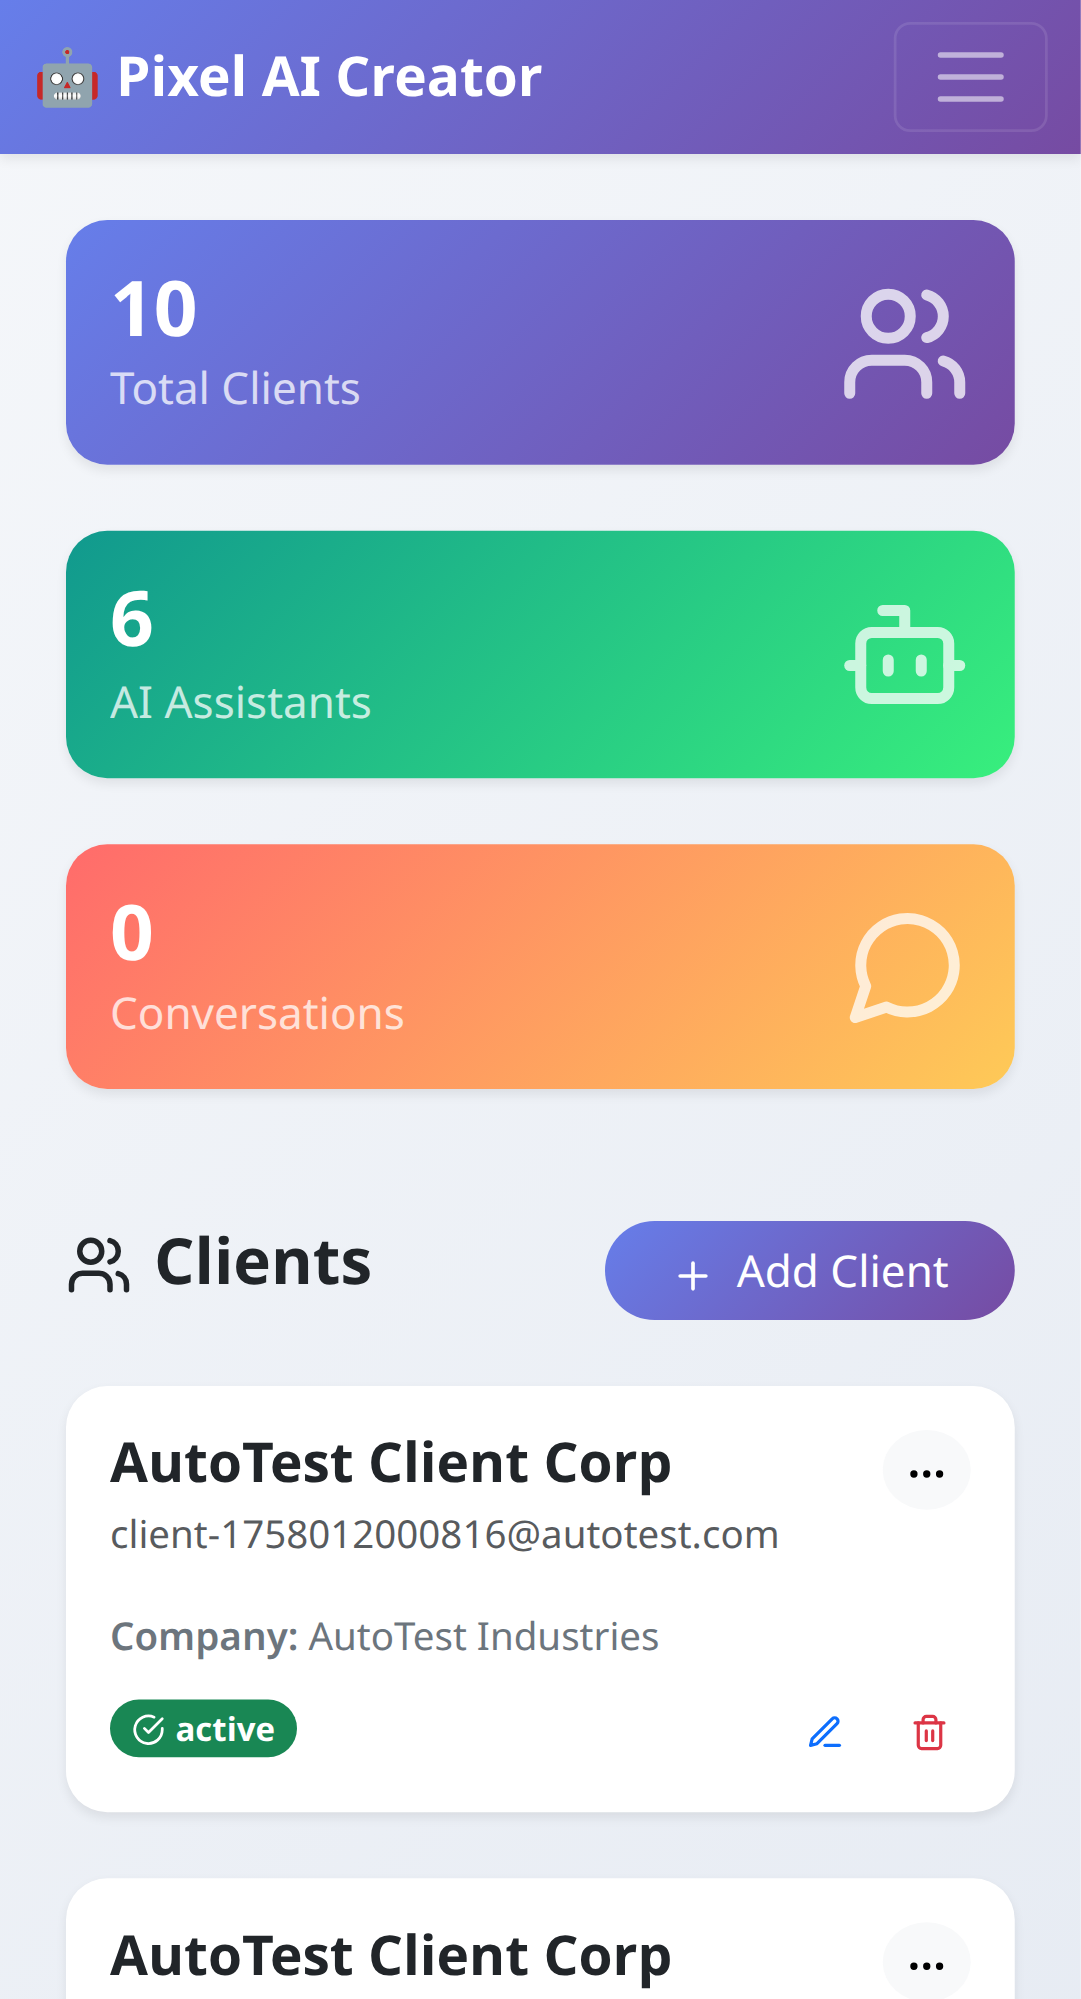 Pixel AI Creator
10
Total Clients
6
AI Assistants
0
Conversations
Clients
+ Add Client
AutoTest Client Corp
...
client-1758012000816@autotest.com
Company: AutoTest Industries
active
AutoTest Client Corp
...